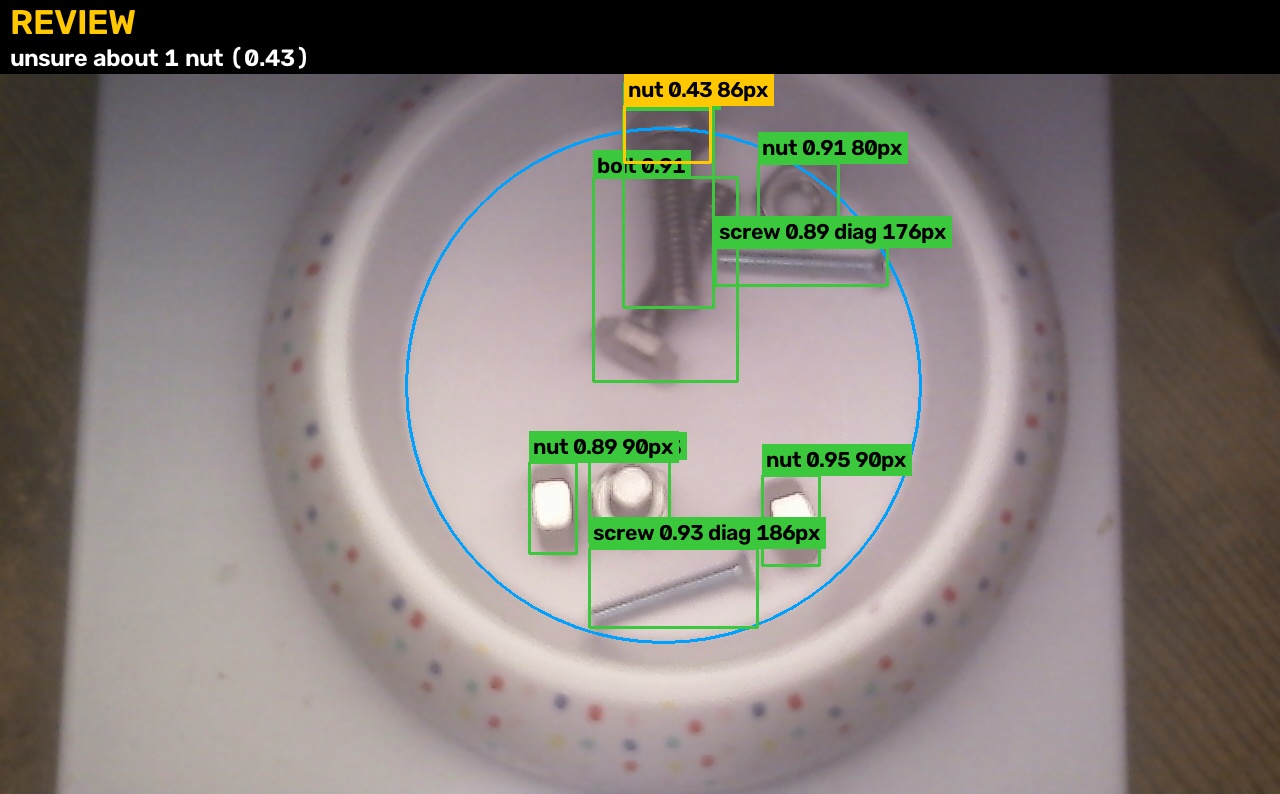 REVIEW
unsure about 1 nut (0.43)
nut 0.43 86px
nut 0.91 80px
bolt 0.91
screw 0.89 diag 176px
nut 0.89 90px
nut 0.95 90px
screw 0.93 diag 186px